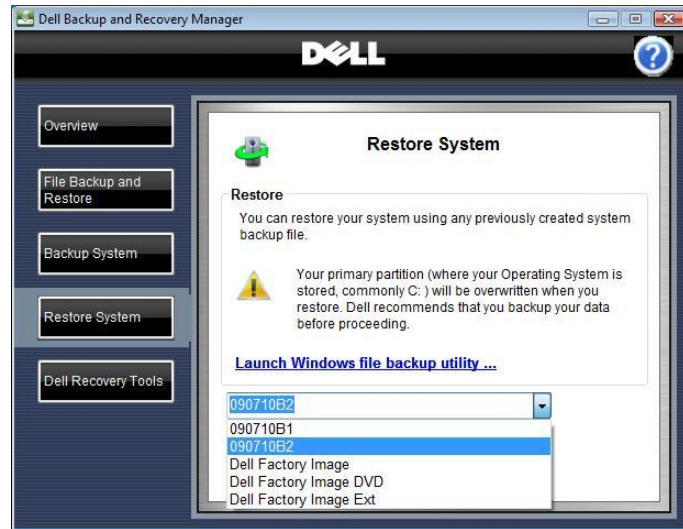 Dell Backup and Recovery Manager
DELL
?
Overview
File Backup and
Restore
Backup System
Restore System
Dell Recovery Tools
Restore System
Restore
You can restore your system using any previously created system
backup file.
Your primary partition (where your Operating System is
stored, commonly C: ) will be overwritten when you
restore. Dell recommends that you backup your data
before proceeding.
Launch Windows file backup utility ...
090710B2
090710B1
090710B2
Dell Factory Image
Dell Factory Image DVD
Dell Factory Image Ext